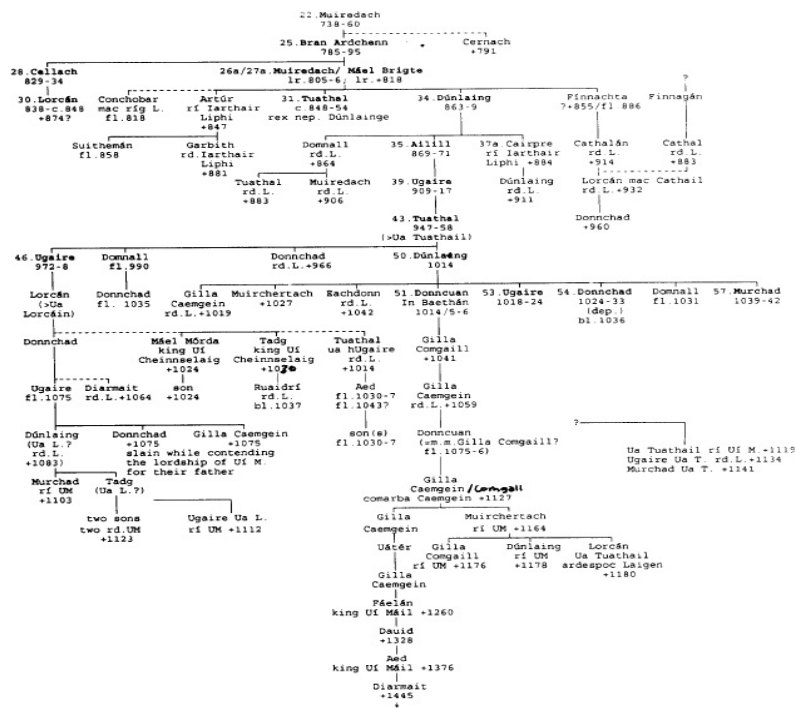 22.Muiredach
738-60
25.Bran Ardchenn
785-95
Cernach
+791
28.Cellach
829-34
26a/27a.Muiredach/ Máel Brigte
lr.805-6; lr.+818
30.Lorcán
838-c.848
+874?
Conchobar
mac ríg L.
fl.818
Artúr
rí Iarthair
Liphi
+847
31.Tuathal
c.848-54
rex nep. Dúnlainge
34.Dúnlaing
863-9
Fínnachta
?+855/fl.886
?
Finnagán
Suithemán
fl.858
Garbíth
rd.Iarthair
Liphi
+881
Domnall
rd.L.
+864
35.Ailill
869-71
37a.Cairpre
rí Iarthair
Liphi +884
Cathalán
rd.L.
+914
Cathal
rd.L.
+883
Tuathal
rd.L.
+883
Muiredach
rd.L.
+906
39.Ugaire
909-17
Dúnlaing
rd.L.
+911
Lorcán mac Cathail
rd.L.+932
43.Tuathal
947-58
(>Ua Tuathail)
Donnchad
+960
46.Ugaire
972-8
Domnall
fl.990
Donnchad
rd.L.+966
50.Dúnlaing
1014
Lorcán
(>Ua
Lorcáin)
Donnchad
fl. 1035
Gilla
Caemgein
rd.L.+1019
Muirchertach
+1027
Eachdonn
rd.L.
+1042
51.Donncuan
In Baethán
1014/5-6
53.Ugaire
1018-24
54.Donnchad
1024-33
(dep.)
bl.1036
Domnall
fl.1031
57.Murchad
1039-42
Donnchad
Máel Mórda
king Uí
Cheinnselaig
+1024
Tadg
king Uí
Cheinnselaig
+1030
Tuathal
ua hUgaire
rd.L.
+1014
Gilla
Comgaill
+1041
Ugaire
fl.1075
Diarmait
rd.L.+1064
son
+1024
Ruaidrí
rd.L.
bl.1037
Aed
fl.1030-7
fl.1043?
Gilla
Caemgein
rd.L.+1059
Dúnlaing
(Ua L.?
rd.L.
+1083)
Donnchad
+1075
slain while contending
the lordship of Uí M.
for their father
Gilla Caemgein
+1075
son(s)
fl.1030-7
Donncuan
(=m.m.Gilla Comgaill?
fl.1075-6)
?
Ua Tuathail rí Uí M.+1119
Ugaire Ua T. rd.L.+1134
Murchad Ua T. +1141
Murchad
rí UM
+1103
Tadg
(Ua L.?)
Gilla
Caemgein/Comgall
comarba Caemgein +1127
two sons
two rd.UM
+1123
Ugaire Ua L.
rí UM +1112
Gilla
Caemgein
Muirchertach
rí UM +1164
Uátér
Gilla
Comgaill
rí UM +1176
Dúnlaing
rí UM
+1178
Lorcán
Ua Tuathail
ardespoc Laigen
+1180
Gilla
Caemgein
Fáelán
king Uí Máil +1260
Dauid
+1328
Aed
king Uí Máil +1376
Diarmait
+1445